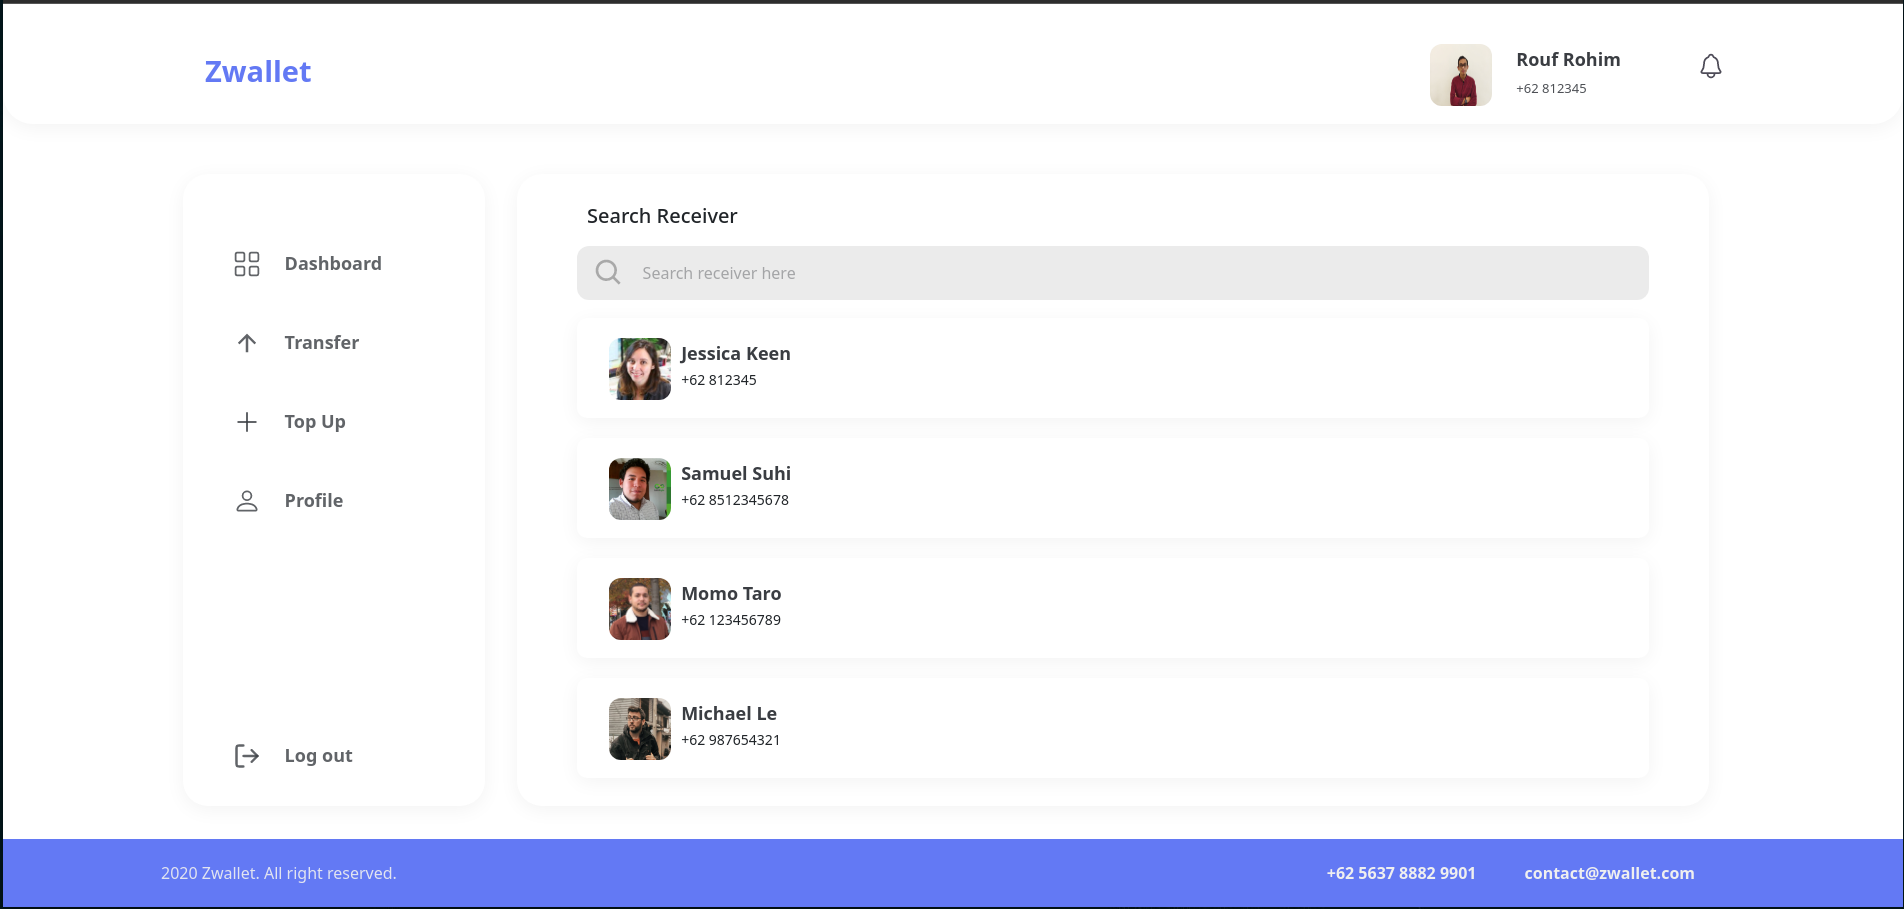 Zwallet
Rouf Rohim
+62 812345
Dashboard
Transfer
Top Up
Profile
Log out
Search Receiver
Search receiver here
Jessica Keen
+62 812345
Samuel Suhi
+62 8512345678
Momo Taro
+62 123456789
Michael Le
+62 987654321
2020 Zwallet. All right reserved.
+62 5637 8882 9901
contact@zwallet.com